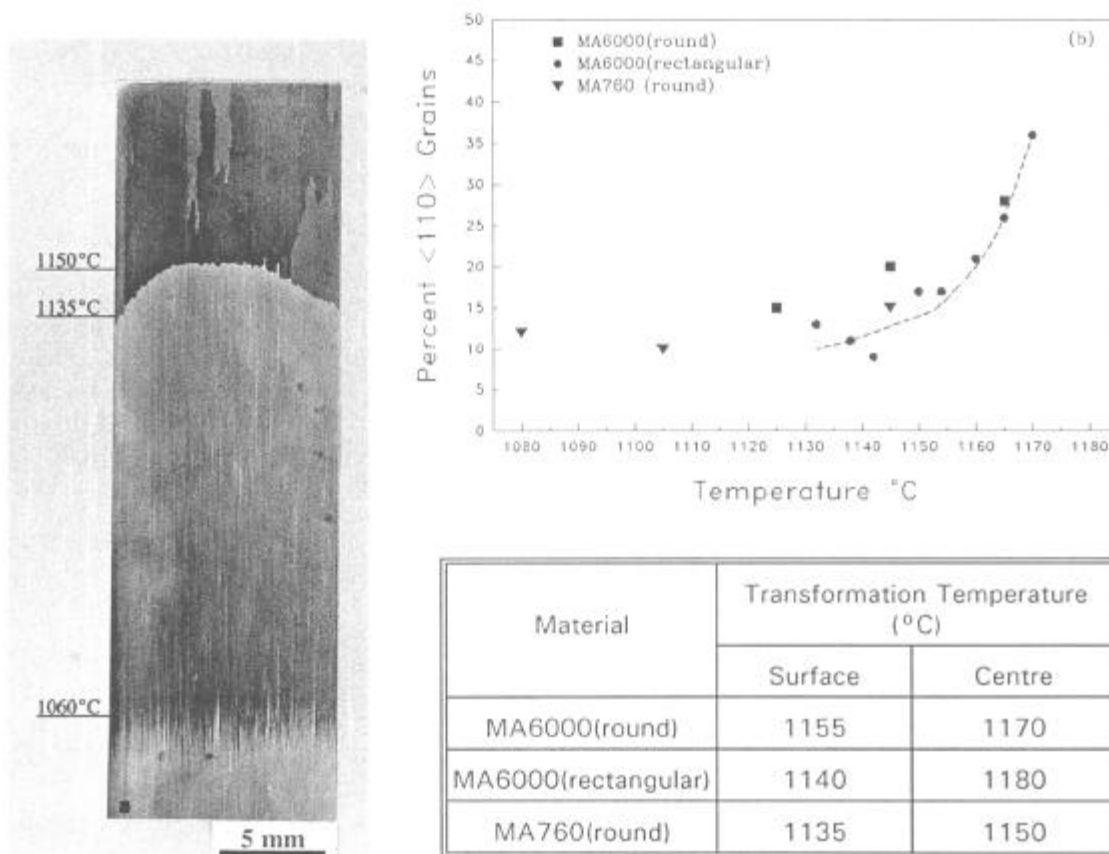 1150°C
1135°C
1060°C
5 mm
50
45
40
35
30
25
20
15
10
5
0
Percent <110> Grains
MA6000(round)
MA6000(rectangular)
MA760 (round)
(b)
1080 1090 1100 1110 1120 1130 1140 1150 1160 1170 1180
Temperature °C
Material
Transformation Temperature
(°C)
Surface Centre
MA6000(round) 1155 1170
MA6000(rectangular) 1140 1180
MA760(round) 1135 1150